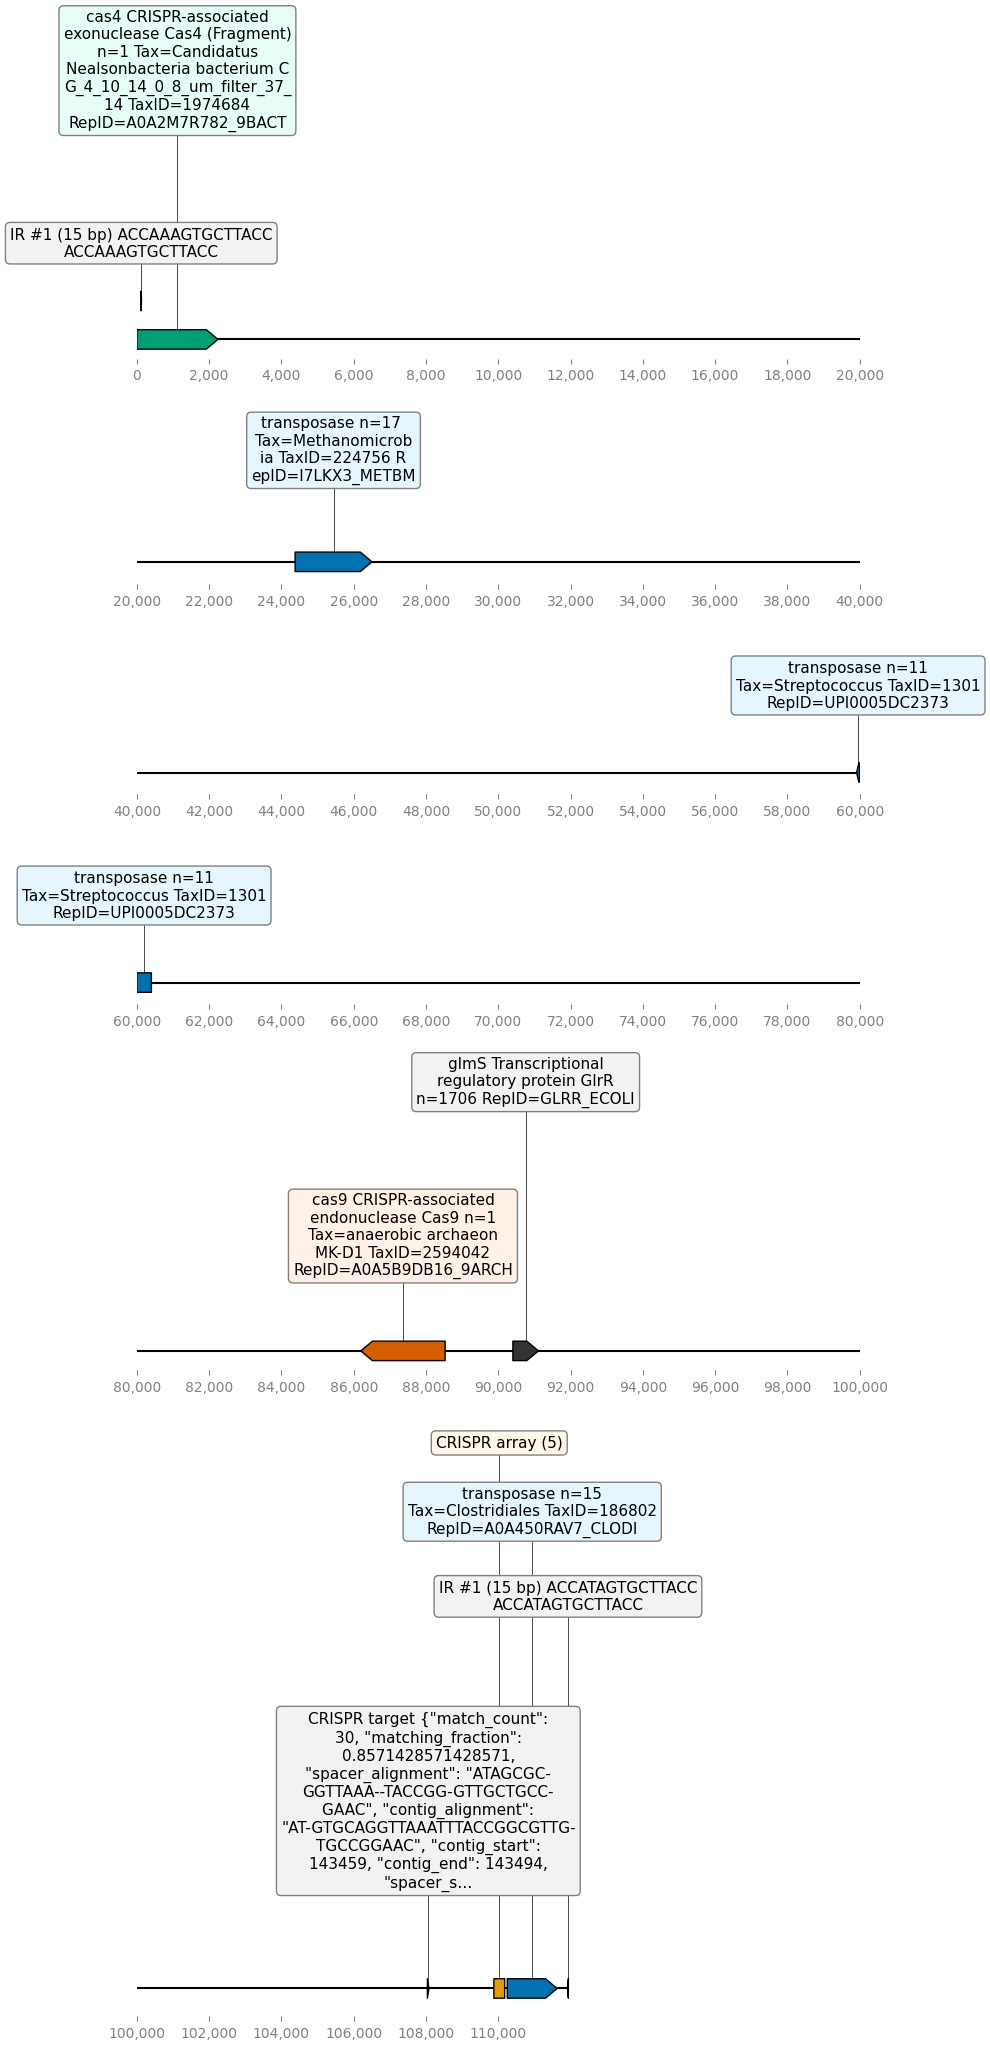 cas4 CRISPR-associated
exonuclease Cas4 (Fragment)
n=1 Tax=Candidatus
Nealsonbacteria bacterium C
G_4_10_14_0_8_um_filter_37_
14 TaxID=1974684
RepID=A0A2M7R782_9BACT
IR #1 (15 bp) ACCAAAGTGCTTACC
ACCAAAGTGCTTACC
0 2,000 4,000 6,000 8,000 10,000 12,000 14,000 16,000 18,000 20,000
transposase n=17
Tax=Methanomicrob
ia TaxID=224756 R
epID=I7LKX3_METBM
20,000 22,000 24,000 26,000 28,000 30,000 32,000 34,000 36,000 38,000 40,000
transposase n=11
Tax=Streptococcus TaxID=1301
RepID=UPI0005DC2373
40,000 42,000 44,000 46,000 48,000 50,000 52,000 54,000 56,000 58,000 60,000
transposase n=11
Tax=Streptococcus TaxID=1301
RepID=UPI0005DC2373
60,000 62,000 64,000 66,000 68,000 70,000 72,000 74,000 76,000 78,000 80,000
glmS Transcriptional
regulatory protein GlrR
n=1706 RepID=GLRR_ECOLI
cas9 CRISPR-associated
endonuclease Cas9 n=1
Tax=anaerobic archaeon
MK-D1 TaxID=2594042
RepID=A0A5B9DB16_9ARCH
80,000 82,000 84,000 86,000 88,000 90,000 92,000 94,000 96,000 98,000 100,000
CRISPR array (5)
transposase n=15
Tax=Clostridiales TaxID=186802
RepID=A0A450RAV7_CLODI
IR #1 (15 bp) ACCATAGTGCTTACC
ACCATAGTGCTTACC
CRISPR target {"match_count":
30, "matching_fraction":
0.8571428571428571,
"spacer_alignment": "ATAGCGC-
GGTTAAA--TACCGG-GTTGCTGCC-
GAAC", "contig_alignment":
"AT-GTGCAGGTTAAATTTACCGGCGTTG-
TGCCGGAAC", "contig_start":
143459, "contig_end": 143494,
"spacer_s...
100,000 102,000 104,000 106,000 108,000 110,000